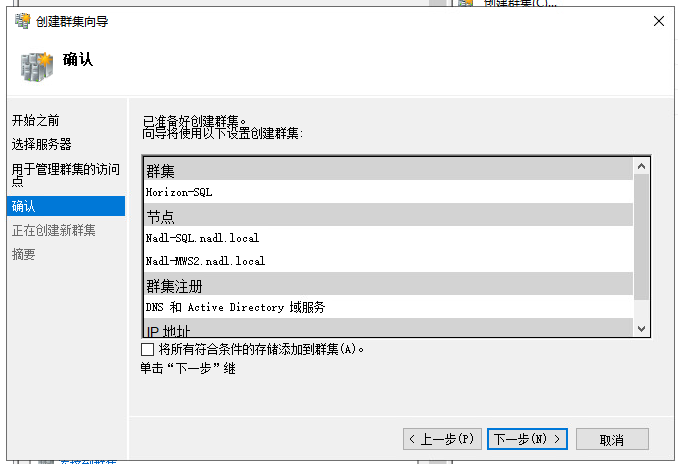 创建群集(C)...
创建群集向导
确认
开始之前
选择服务器
用于管理群集的访问
点
确认
正在创建新群集
摘要
已准备好创建群集。
向导将使用以下设置创建群集:
群集
Horizon-SQL
节点
Nadl-SQL.nadl.local
Nadl-MWS2.nadl.local
群集注册
DNS 和 Active Directory 域服务
IP 地址
将所有符合条件的存储添加到群集(A)。
单击“下一步”继
< 上一步(P)
下一步(N) >
取消